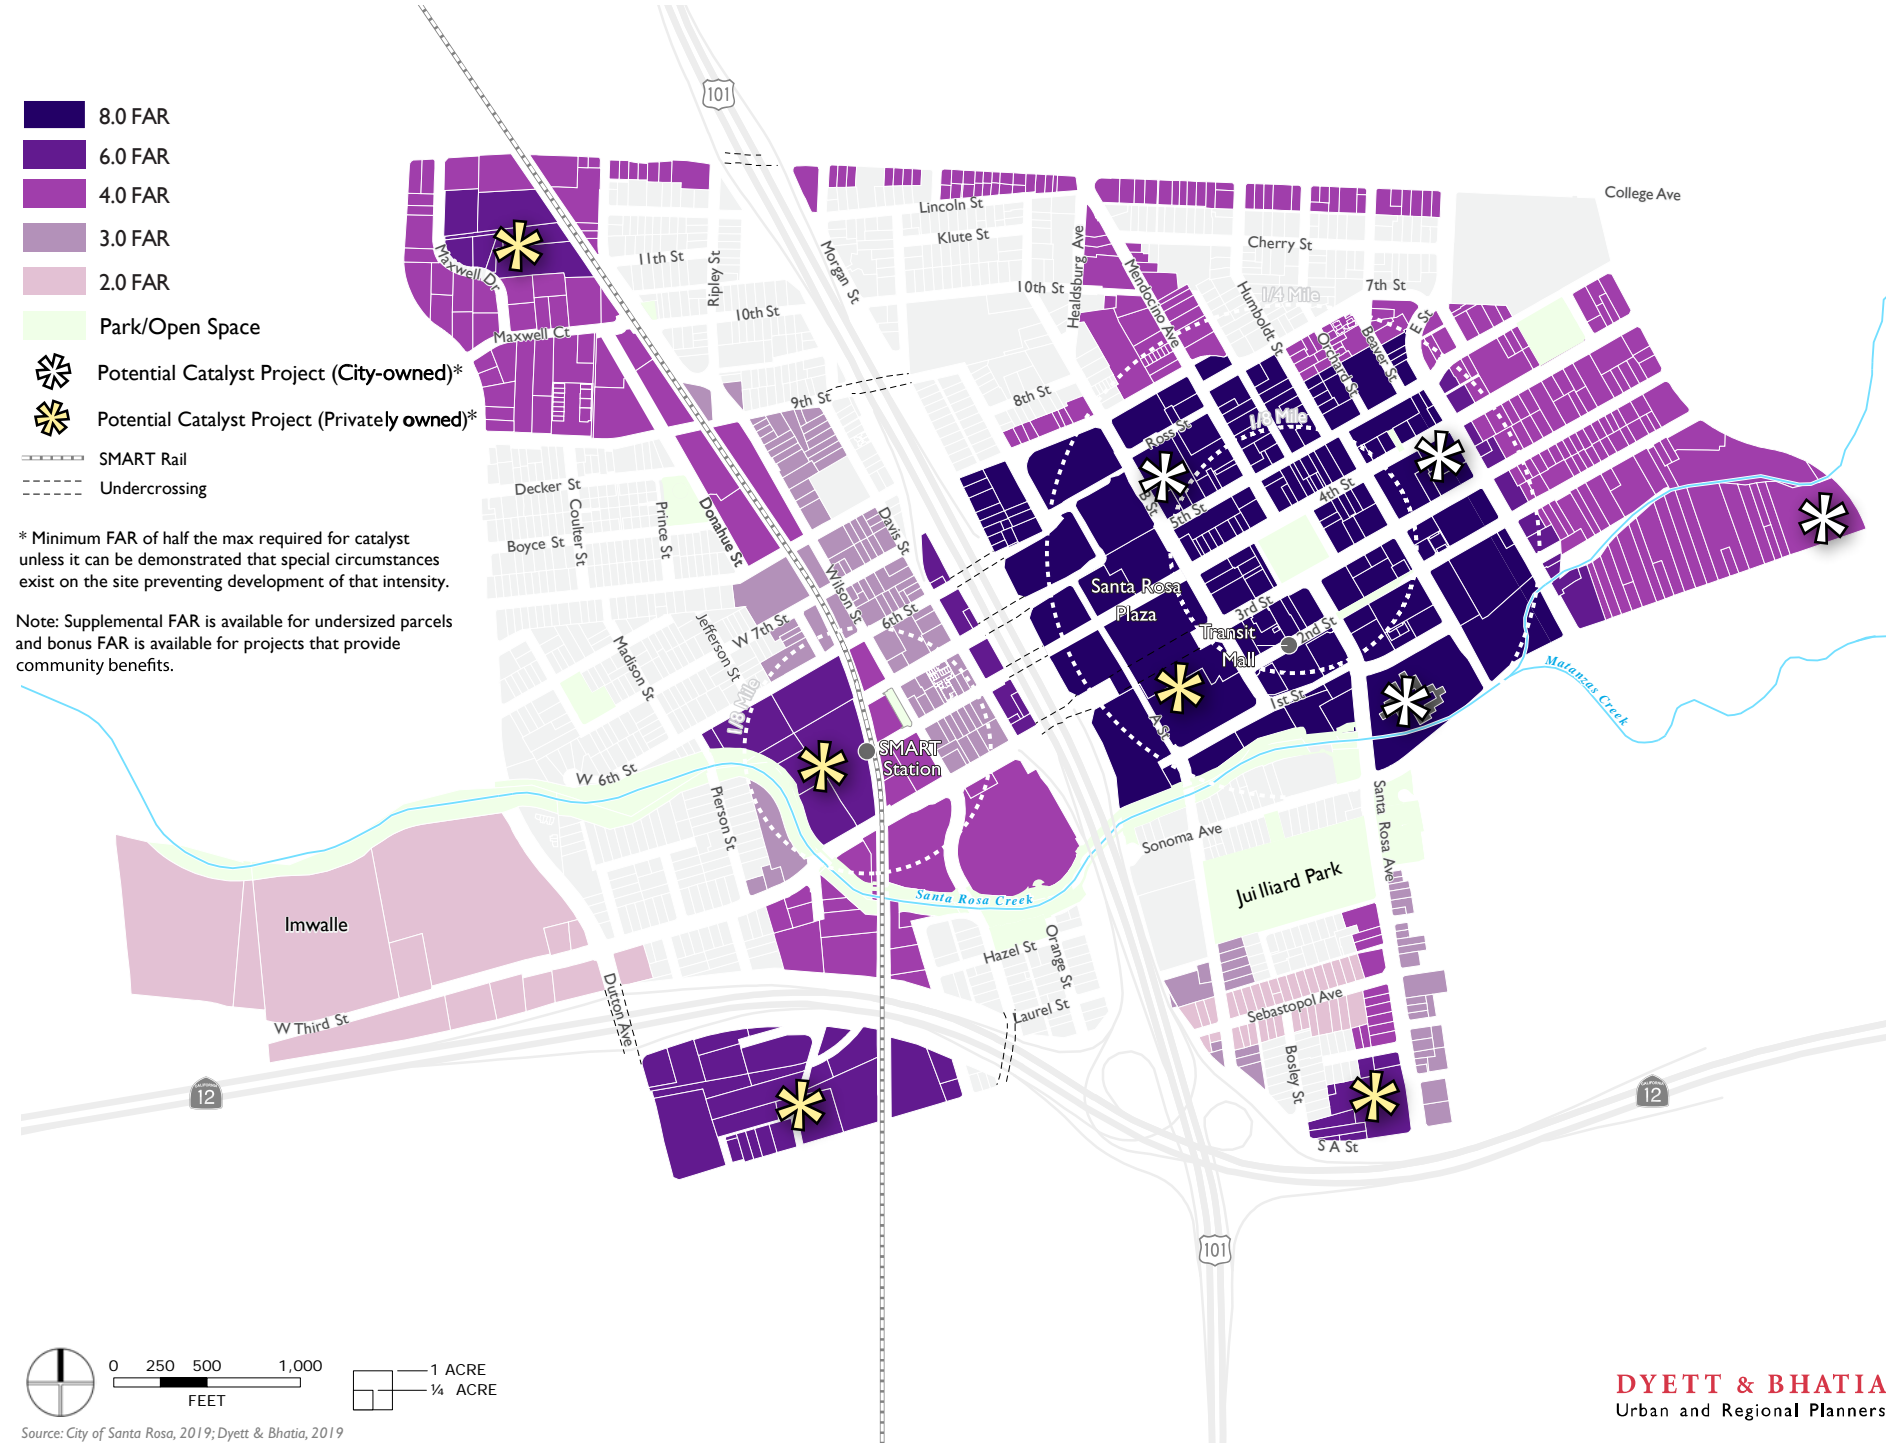 8.0 FAR
6.0 FAR
4.0 FAR
3.0 FAR
2.0 FAR
Park/Open Space
Potential Catalyst Project (City-owned)*
Potential Catalyst Project (Privately owned)*
SMART Rail
Undercrossing
* Minimum FAR of half the max required for catalyst
unless it can be demonstrated that special circumstances
exist on the site preventing development of that intensity.
Note: Supplemental FAR is available for undersized parcels
and bonus FAR is available for projects that provide
community benefits.
101
College Ave
Lincoln St
Klute St
Cherry St
11th St
Ripley St
Morgan St
Healdsburg Ave
Mendocino Ave
Humboldt St
7th St
1/4 Mile
10th St
10th St
Maxwell Dr
Maxwell Ct
E St
Beaver St
Orchard St
9th St
8th St
1/8 Mile
Ross St
B St
5th St
4th St
Decker St
Coulter St
Prince St
Donahue St
Boyce St
Davis St
Wilson St
6th St
W 7th St
Jefferson St
Madison St
1/8 Mile
Santa Rosa
Plaza
3rd St
Transit
Mall
2nd St
1st St
A St
Matanzas Creek
SMART
Station
W 6th St
Pierson St
Sonoma Ave
Santa Rosa Ave
Juilliard Park
Santa Rosa Creek
Imwalle
Hazel St
Orange St
Laurel St
W Third St
Dutton Ave
Sebastopol Ave
Bosley St
S A St
CALIFORNIA
12
CALIFORNIA
12
101
0 250 500 1,000
FEET
1 ACRE
¼ ACRE
Source: City of Santa Rosa, 2019; Dyett & Bhatia, 2019
DYETT & BHATIA
Urban and Regional Planners